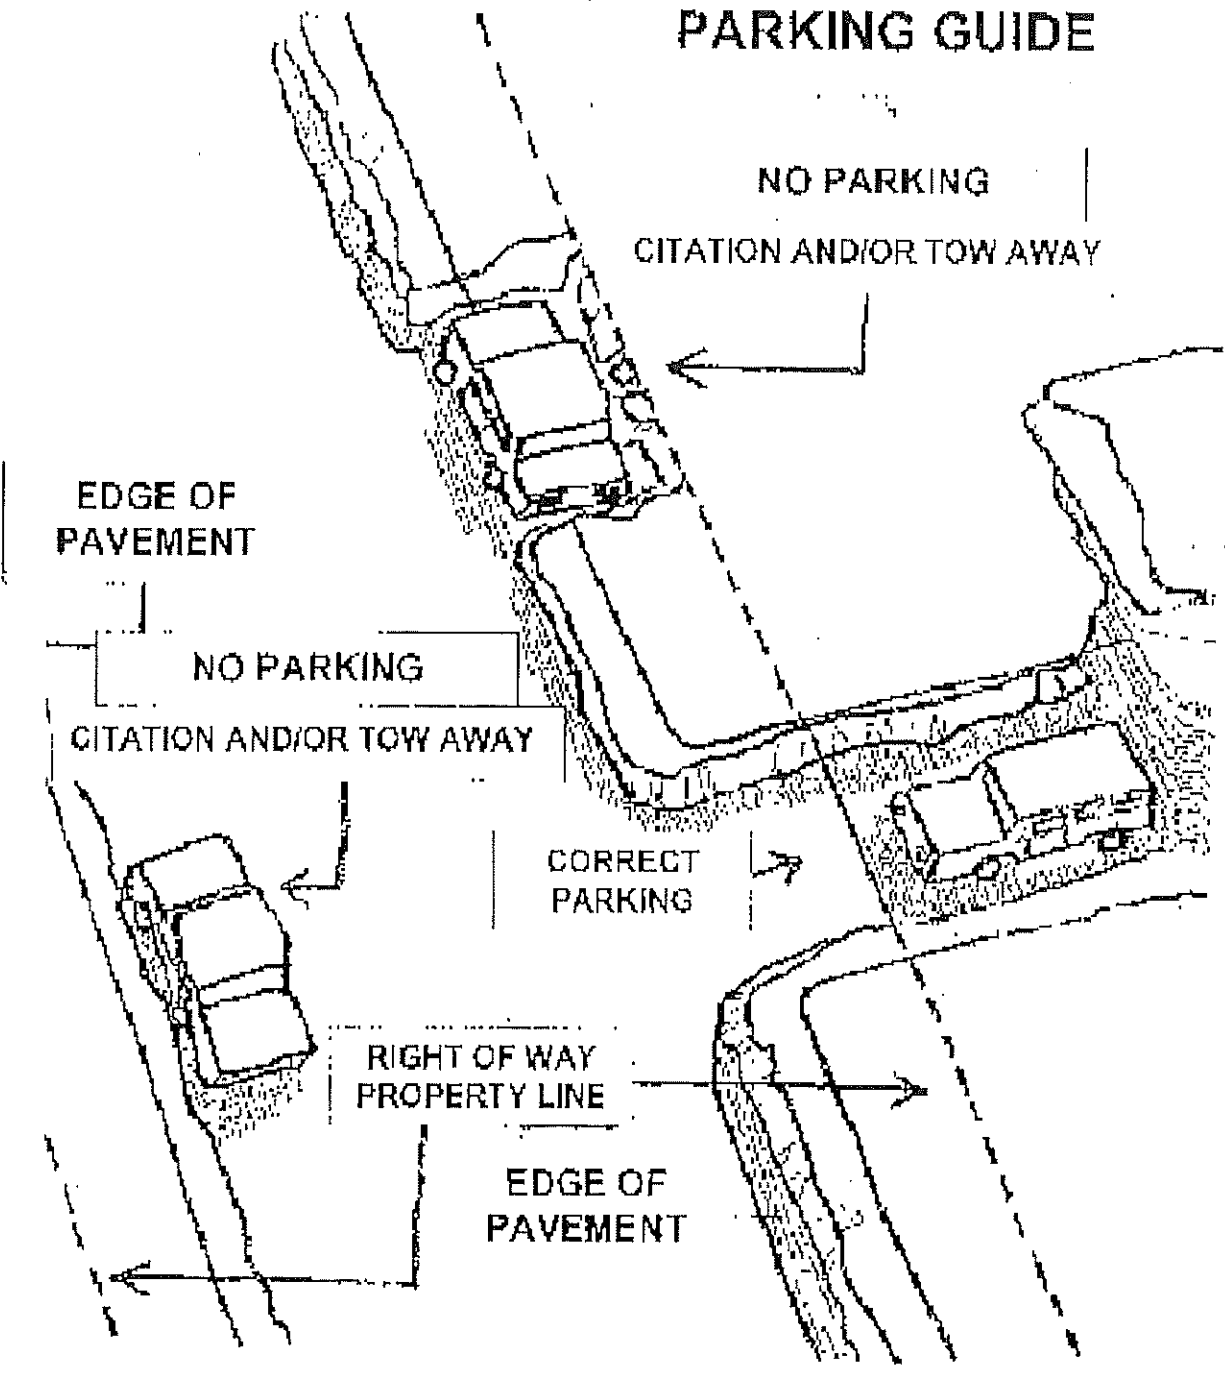 PARKING GUIDE
NO PARKING
CITATION AND/OR TOW AWAY
EDGE OF
PAVEMENT
NO PARKING
CITATION AND/OR TOW AWAY
CORRECT
PARKING
RIGHT OF WAY
PROPERTY LINE
EDGE OF
PAVEMENT